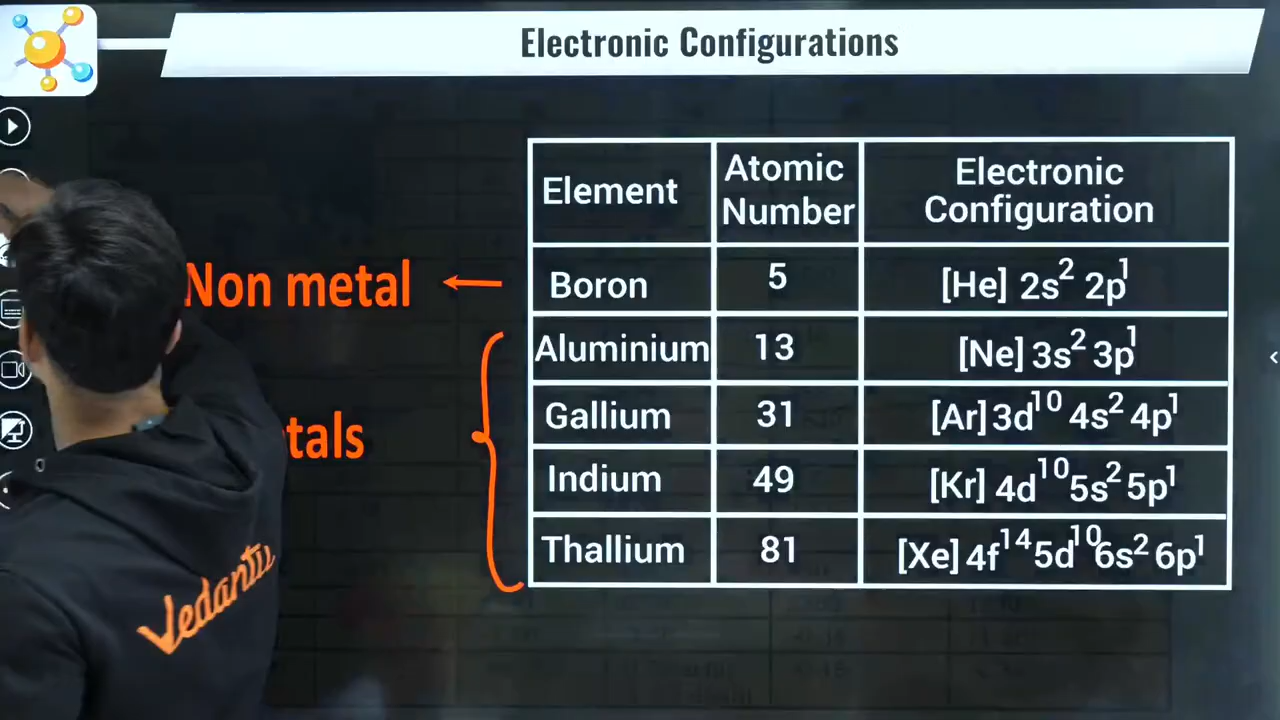 Electronic Configurations
Element Atomic Number Electronic Configuration
Non metal ← Boron 5 [He] 2s² 2p¹
Aluminium 13 [Ne] 3s² 3p¹
Gallium 31 [Ar] 3d¹⁰ 4s² 4p¹
tals
Indium 49 [Kr] 4d¹⁰ 5s² 5p¹
Thallium 81 [Xe] 4f¹⁴ 5d¹⁰ 6s² 6p¹
Vedantu